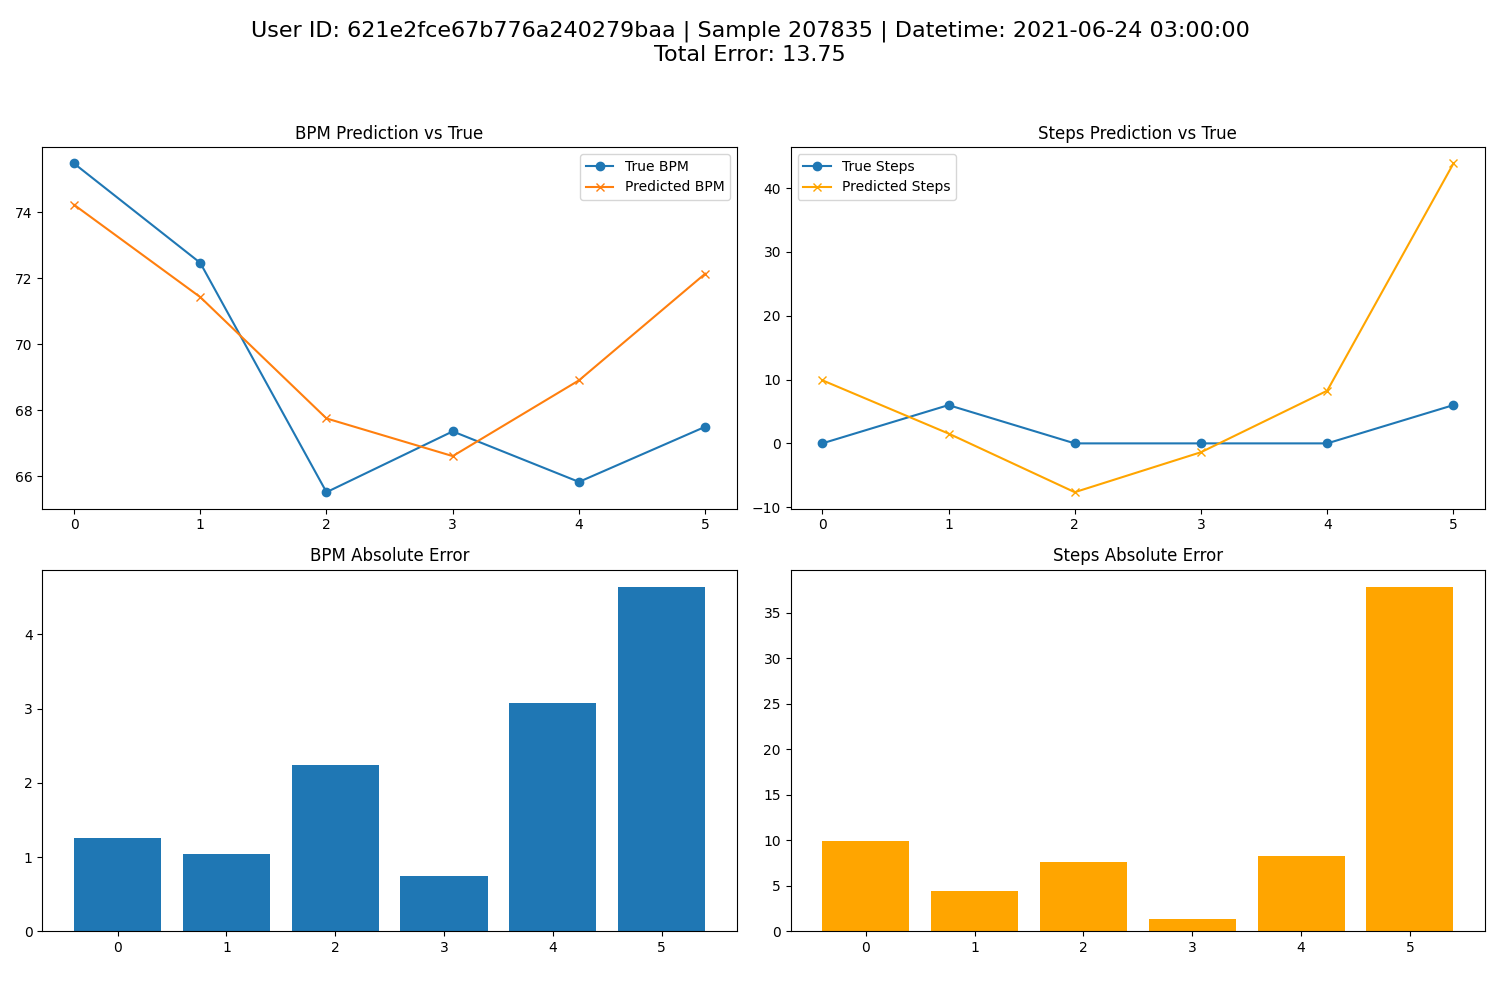 User ID: 621e2fce67b776a240279baa | Sample 207835 | Datetime: 2021-06-24 03:00:00
Total Error: 13.75
BPM Prediction vs True
True BPM
Predicted BPM
74
72
70
68
66
0 1 2 3 4 5
Steps Prediction vs True
True Steps
Predicted Steps
40
30
20
10
0
−10
0 1 2 3 4 5
BPM Absolute Error
4
3
2
1
0
0 1 2 3 4 5
Steps Absolute Error
35
30
25
20
15
10
5
0
0 1 2 3 4 5